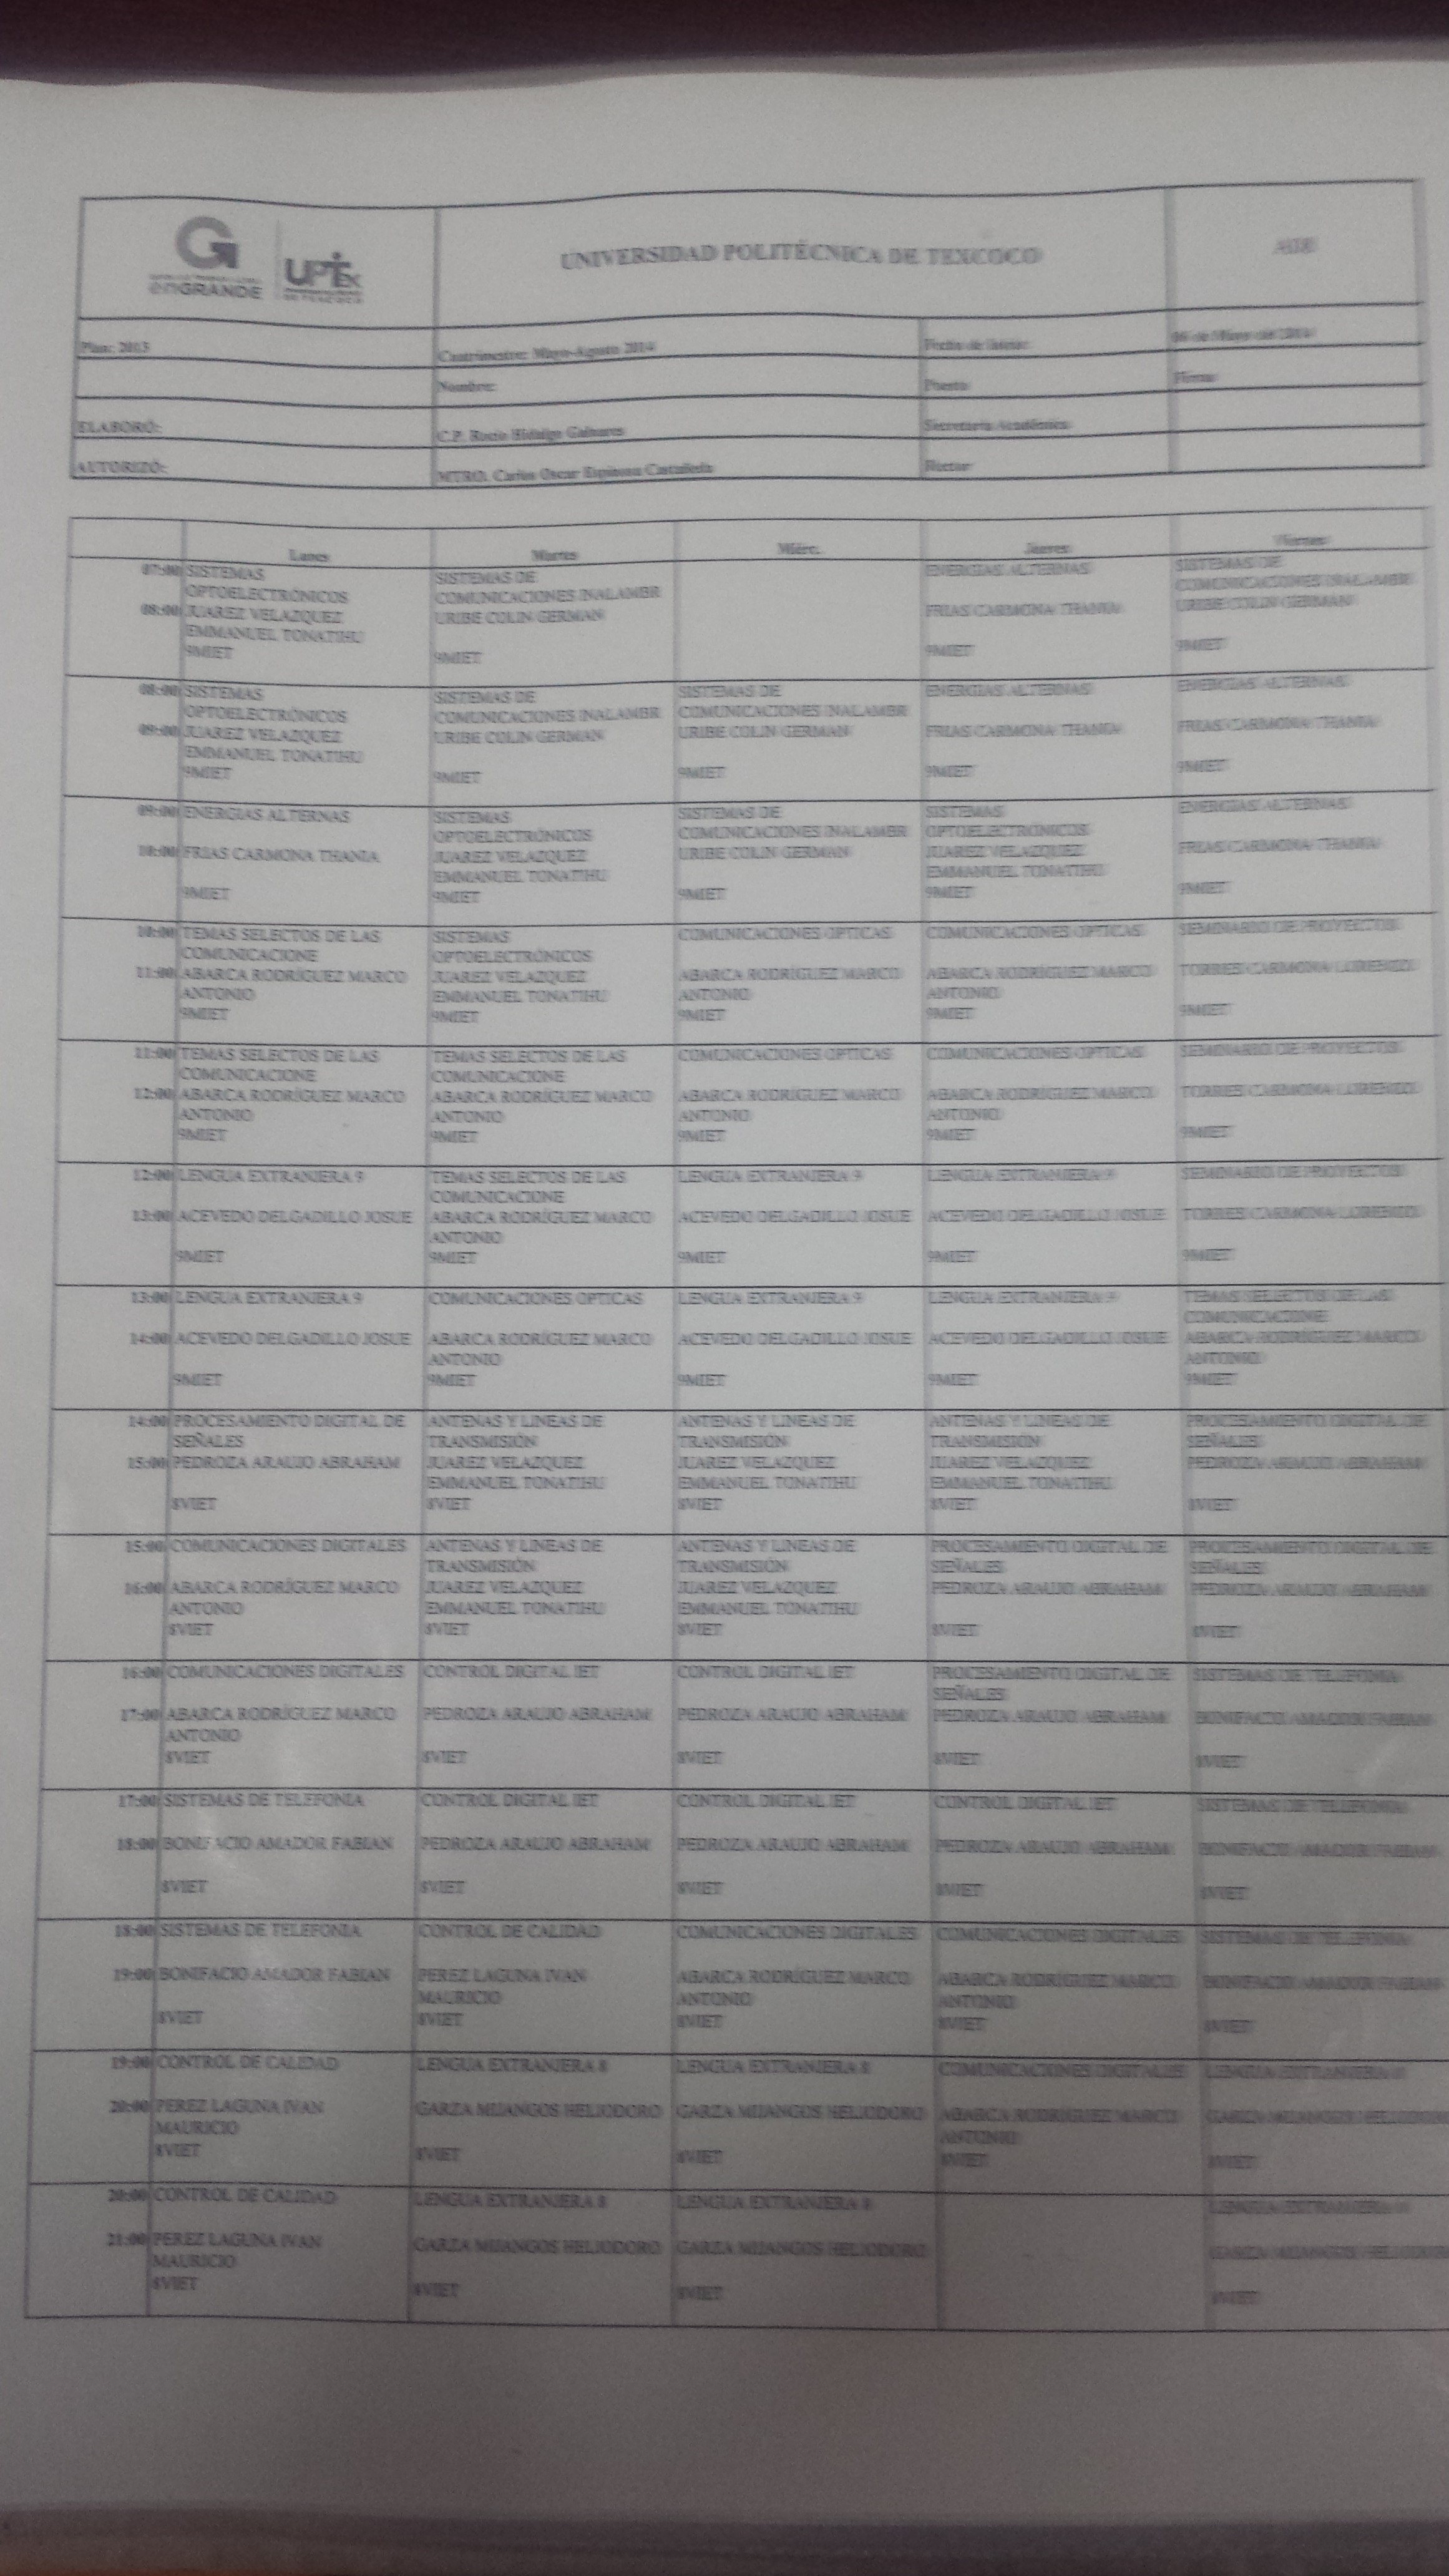 enGRANDE
UPTex
UNIVERSIDAD POLITÉCNICA DE TEXCOCO
Plan: 2013
Cuatrimestre: Mayo-Agosto 2014
Fecha de Inicio:
06 de Mayo del 2014
Nombre:
Puesto
Firma
ELABORÓ:
C.P. Rocío Hidalgo
Secretaria Académica
AUTORIZÓ:
MTRO. Carlos Oscar Espinosa Castañeda
Rector
Lunes Martes Miérc. Jueves Viernes
07:00 SISTEMAS SISTEMAS DE ENERGIAS ALTERNAS SISTEMAS DE
OPTOELECTRÓNICOS COMUNICACIONES INALAMBR COMUNICACIONES INALAMBR
08:00 JUAREZ VELAZQUEZ URIBE COLIN GERMAN FRIAS CARMONA THANIA URIBE COLIN GERMAN
EMMANUEL TONATIHU
9MIET 9MIET 9MIET 9MIET
08:00 SISTEMAS SISTEMAS DE SISTEMAS DE ENERGIAS ALTERNAS ENERGIAS ALTERNAS
OPTOELECTRÓNICOS COMUNICACIONES INALAMBR COMUNICACIONES INALAMBR
09:00 JUAREZ VELAZQUEZ URIBE COLIN GERMAN URIBE COLIN GERMAN FRIAS CARMONA THANIA FRIAS CARMONA THANIA
EMMANUEL TONATIHU
9MIET 9MIET 9MIET 9MIET 9MIET
09:00 ENERGIAS ALTERNAS SISTEMAS SISTEMAS DE SISTEMAS ENERGIAS ALTERNAS
OPTOELECTRÓNICOS COMUNICACIONES INALAMBR OPTOELECTRÓNICOS
10:00 FRIAS CARMONA THANIA JUAREZ VELAZQUEZ URIBE COLIN GERMAN JUAREZ VELAZQUEZ FRIAS CARMONA THANIA
EMMANUEL TONATIHU EMMANUEL TONATIHU
9MIET 9MIET 9MIET 9MIET 9MIET
10:00 TEMAS SELECTOS DE LAS SISTEMAS COMUNICACIONES OPTICAS COMUNICACIONES OPTICAS SEMINARIO DE PROYECTOS
COMUNICACIONE OPTOELECTRÓNICOS
11:00 ABARCA RODRÍGUEZ MARCO JUAREZ VELAZQUEZ ABARCA RODRÍGUEZ MARCO ABARCA RODRÍGUEZ MARCO TORRES CARMONA LORENZO
ANTONIO EMMANUEL TONATIHU ANTONIO ANTONIO
9MIET 9MIET 9MIET 9MIET 9MIET
11:00 TEMAS SELECTOS DE LAS TEMAS SELECTOS DE LAS COMUNICACIONES OPTICAS COMUNICACIONES OPTICAS SEMINARIO DE PROYECTOS
COMUNICACIONE COMUNICACIONE
12:00 ABARCA RODRÍGUEZ MARCO ABARCA RODRÍGUEZ MARCO ABARCA RODRÍGUEZ MARCO ABARCA RODRÍGUEZ MARCO TORRES CARMONA LORENZO
ANTONIO ANTONIO ANTONIO ANTONIO
9MIET 9MIET 9MIET 9MIET 9MIET
12:00 LENGUA EXTRANJERA 9 TEMAS SELECTOS DE LAS LENGUA EXTRANJERA 9 LENGUA EXTRANJERA 9 SEMINARIO DE PROYECTOS
COMUNICACIONE
13:00 ACEVEDO DELGADILLO JOSUE ABARCA RODRÍGUEZ MARCO ACEVEDO DELGADILLO JOSUE ACEVEDO DELGADILLO JOSUE TORRES CARMONA LORENZO
ANTONIO
9MIET 9MIET 9MIET 9MIET 9MIET
13:00 LENGUA EXTRANJERA 9 COMUNICACIONES OPTICAS LENGUA EXTRANJERA 9 LENGUA EXTRANJERA 9 TEMAS SELECTOS DE LAS
COMUNICACIONE
14:00 ACEVEDO DELGADILLO JOSUE ABARCA RODRÍGUEZ MARCO ACEVEDO DELGADILLO JOSUE ACEVEDO DELGADILLO JOSUE ABARCA RODRÍGUEZ MARCO
ANTONIO ANTONIO
9MIET 9MIET 9MIET 9MIET 9MIET
14:00 PROCESAMIENTO DIGITAL DE ANTENAS Y LINEAS DE ANTENAS Y LINEAS DE ANTENAS Y LINEAS DE PROCESAMIENTO DIGITAL DE
SEÑALES TRANSMISIÓN TRANSMISIÓN TRANSMISIÓN SEÑALES
15:00 PEDROZA ARAUJO ABRAHAM JUAREZ VELAZQUEZ JUAREZ VELAZQUEZ JUAREZ VELAZQUEZ PEDROZA ARAUJO ABRAHAM
EMMANUEL TONATIHU EMMANUEL TONATIHU EMMANUEL TONATIHU
8VIET 8VIET 8VIET 8VIET 8VIET
15:00 COMUNICACIONES DIGITALES ANTENAS Y LINEAS DE ANTENAS Y LINEAS DE PROCESAMIENTO DIGITAL DE PROCESAMIENTO DIGITAL DE
TRANSMISIÓN TRANSMISIÓN SEÑALES SEÑALES
16:00 ABARCA RODRÍGUEZ MARCO JUAREZ VELAZQUEZ JUAREZ VELAZQUEZ PEDROZA ARAUJO ABRAHAM PEDROZA ARAUJO ABRAHAM
ANTONIO EMMANUEL TONATIHU EMMANUEL TONATIHU
8VIET 8VIET 8VIET 8VIET 8VIET
16:00 COMUNICACIONES DIGITALES CONTROL DIGITAL IET CONTROL DIGITAL IET PROCESAMIENTO DIGITAL DE SISTEMAS DE TELEFONIA
SEÑALES
17:00 ABARCA RODRÍGUEZ MARCO PEDROZA ARAUJO ABRAHAM PEDROZA ARAUJO ABRAHAM PEDROZA ARAUJO ABRAHAM BONIFACIO AMADOR FABIAN
ANTONIO
8VIET 8VIET 8VIET 8VIET 8VIET
17:00 SISTEMAS DE TELEFONIA CONTROL DIGITAL IET CONTROL DIGITAL IET CONTROL DIGITAL IET SISTEMAS DE TELEFONIA
18:00 BONIFACIO AMADOR FABIAN PEDROZA ARAUJO ABRAHAM PEDROZA ARAUJO ABRAHAM PEDROZA ARAUJO ABRAHAM BONIFACIO AMADOR FABIAN
8VIET 8VIET 8VIET 8VIET 8VIET
18:00 SISTEMAS DE TELEFONIA CONTROL DE CALIDAD COMUNICACIONES DIGITALES COMUNICACIONES DIGITALES SISTEMAS DE TELEFONIA
19:00 BONIFACIO AMADOR FABIAN PEREZ LAGUNA IVAN ABARCA RODRÍGUEZ MARCO ABARCA RODRÍGUEZ MARCO BONIFACIO AMADOR FABIAN
MAURICIO ANTONIO ANTONIO
8VIET 8VIET 8VIET 8VIET 8VIET
19:00 CONTROL DE CALIDAD LENGUA EXTRANJERA 8 LENGUA EXTRANJERA 8 COMUNICACIONES DIGITALES LENGUA EXTRANJERA 8
20:00 PEREZ LAGUNA IVAN GARZA MIJANGOS HELIODORO GARZA MIJANGOS HELIODORO ABARCA RODRÍGUEZ MARCO GARZA MIJANGOS HELIODORO
MAURICIO ANTONIO
8VIET 8VIET 8VIET 8VIET 8VIET
20:00 CONTROL DE CALIDAD LENGUA EXTRANJERA 8 LENGUA EXTRANJERA 8 LENGUA EXTRANJERA 8
21:00 PEREZ LAGUNA IVAN GARZA MIJANGOS HELIODORO GARZA MIJANGOS HELIODORO GARZA MIJANGOS HELIODORO
MAURICIO
8VIET 8VIET 8VIET 8VIET